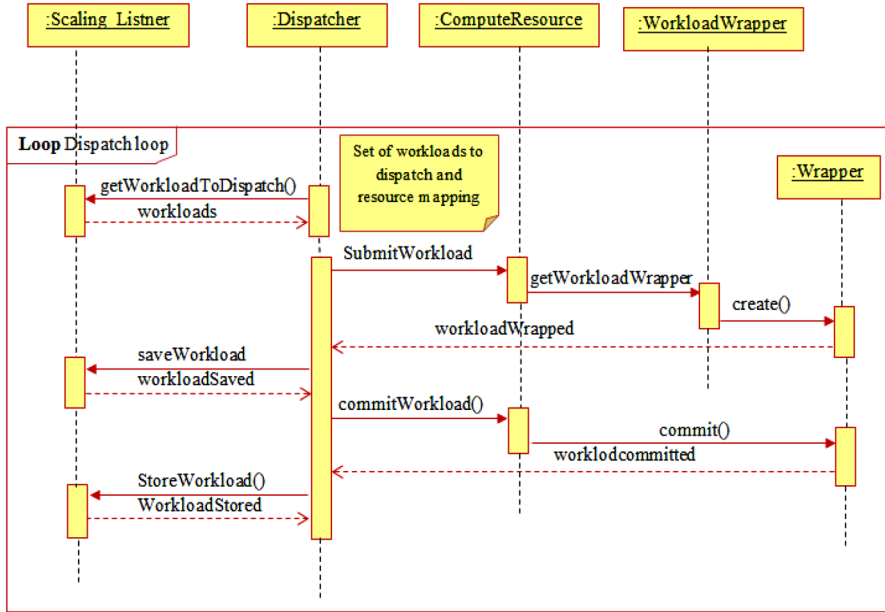 :Scaling_Listner
:Dispatcher
:ComputeResource
:WorkloadWrapper
Loop Dispatch loop
Set of workloads to
dispatch and
resource mapping
:Wrapper
getWorkloadToDispatch()
workloads
SubmitWorkload
getWorkloadWrapper
create()
workloadWrapped
saveWorkload
workloadSaved
commitWorkload()
commit()
worklodcommitted
StoreWorkload()
WorkloadStored